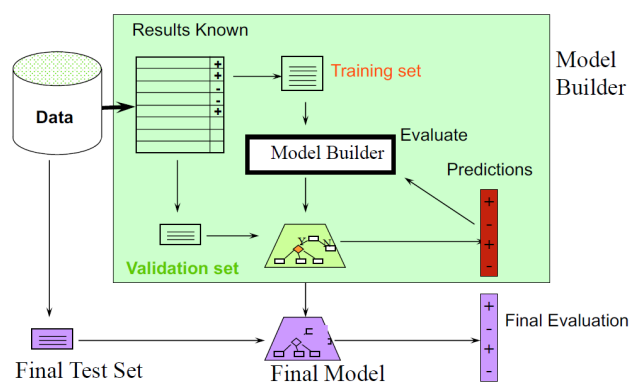 Results Known
Model
Builder
Training set
Data
+
+
-
-
+
Evaluate
Model Builder
Predictions
Y
N
+
-
+
-
Validation set
Final Evaluation
+
-
+
-
Final Test Set
Final Model